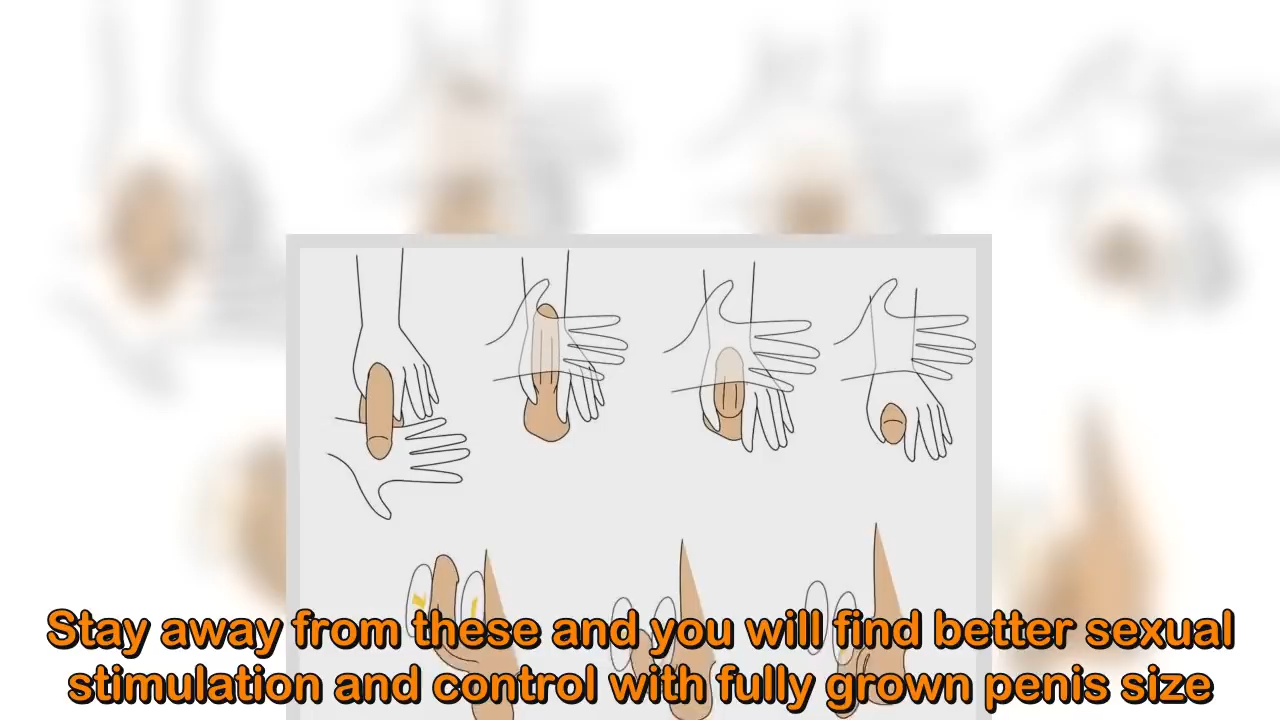 Stay away from these and you will find better sexual
stimulation and control with fully grown penis size